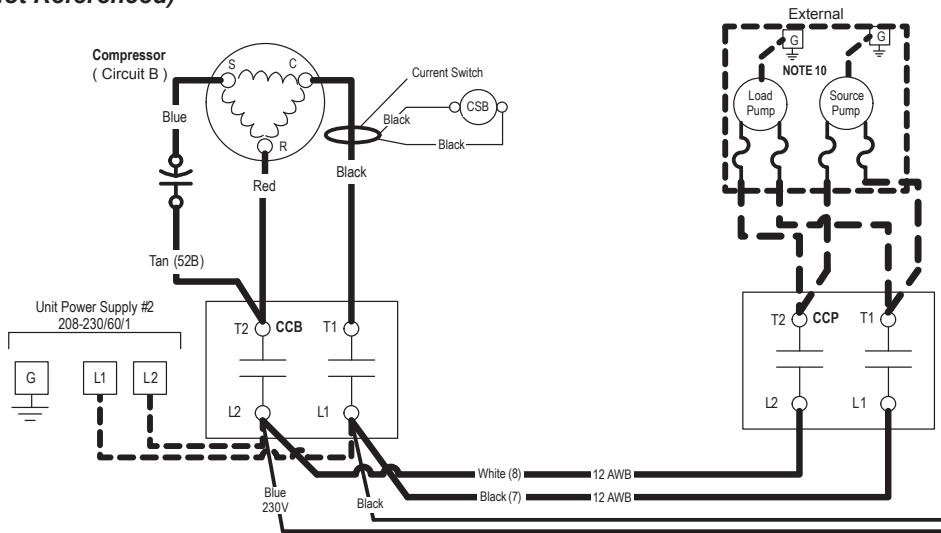 ot Referenced)
External
G
G
NOTE 10
Load
Pump
Source
Pump
Compressor
( Circuit B )
S
C
R
Current Switch
CSB
Black
Black
Blue
Red
Black
Tan (52B)
Unit Power Supply #2
208-230/60/1
G
L1
L2
T2
CCB
T1
L2
L1
T2
CCP
T1
L2
L1
White (8)
12 AWB
Black (7)
12 AWB
Blue
230V
Black